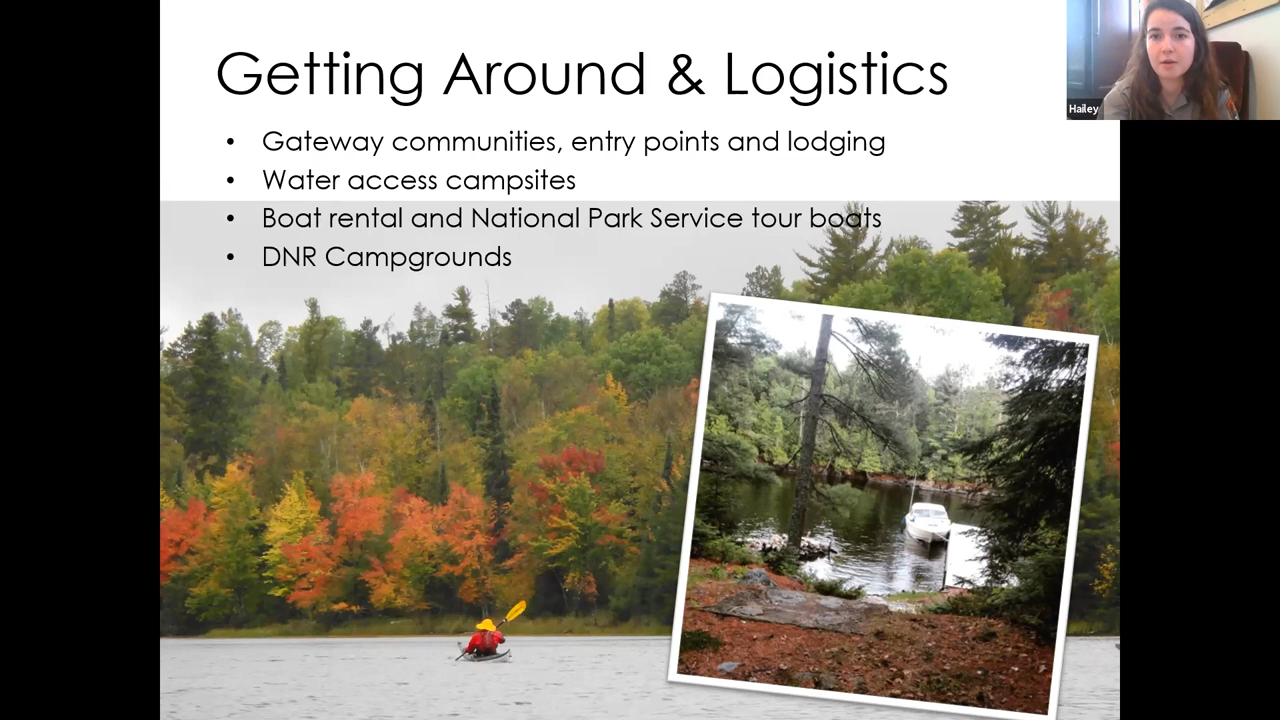 Getting Around & Logistics
• Gateway communities, entry points and lodging
• Water access campsites
• Boat rental and National Park Service tour boats
• DNR Campgrounds
Hailey